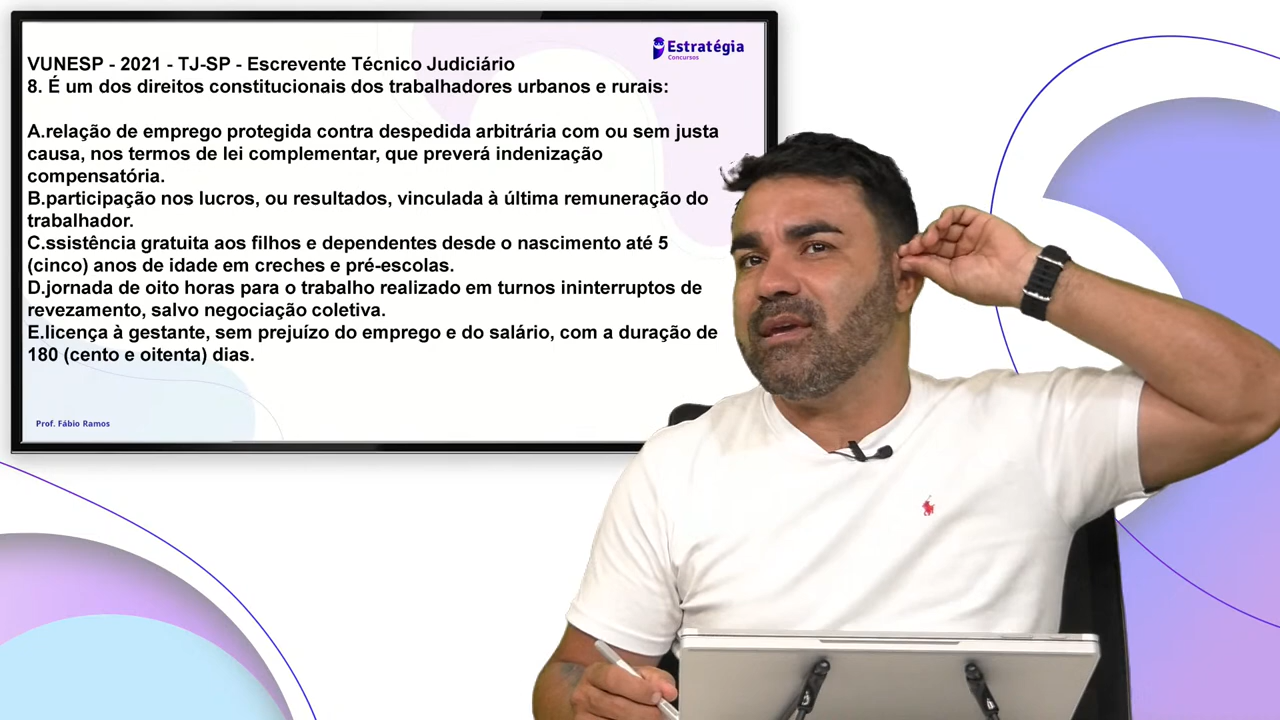 Estratégia
Concursos
VUNESP - 2021 - TJ-SP - Escrevente Técnico Judiciário
8. É um dos direitos constitucionais dos trabalhadores urbanos e rurais:
A.relação de emprego protegida contra despedida arbitrária com ou sem justa
causa, nos termos de lei complementar, que preverá indenização
compensatória.
B.participação nos lucros, ou resultados, vinculada à última remuneração do
trabalhador.
C.ssistência gratuita aos filhos e dependentes desde o nascimento até 5
(cinco) anos de idade em creches e pré-escolas.
D.jornada de oito horas para o trabalho realizado em turnos ininterruptos de
revezamento, salvo negociação coletiva.
E.licença à gestante, sem prejuízo do emprego e do salário, com a duração de
180 (cento e oitenta) dias.
Prof. Fábio Ramos